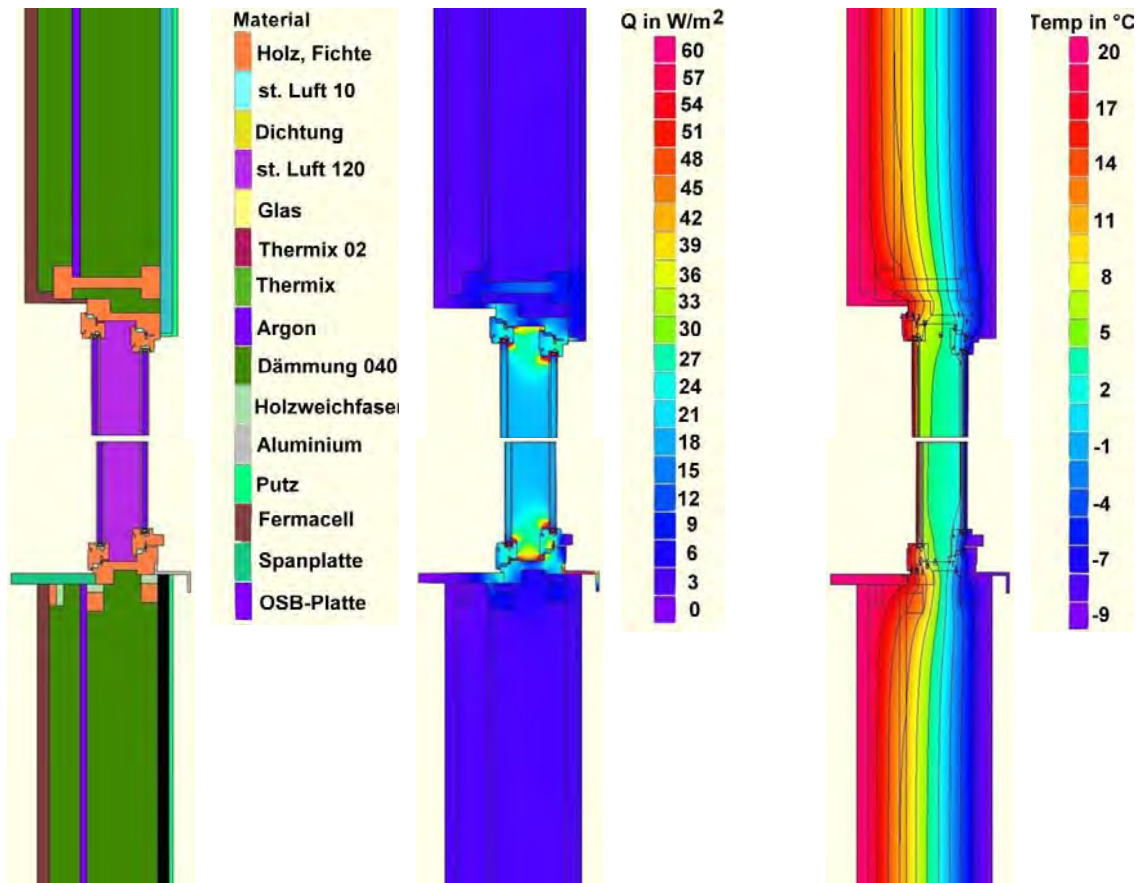 Material
Holz, Fichte
st. Luft 10
Dichtung
st. Luft 120
Glas
Thermix 02
Thermix
Argon
Dämmung 040
Holzweichfaser
Aluminium
Putz
Fermacell
Spanplatte
OSB-Platte
Q in W/m²
60
57
54
51
48
45
42
39
36
33
30
27
24
21
18
15
12
9
6
3
0
Temp in °C
20
17
14
11
8
5
2
-1
-4
-7
-9